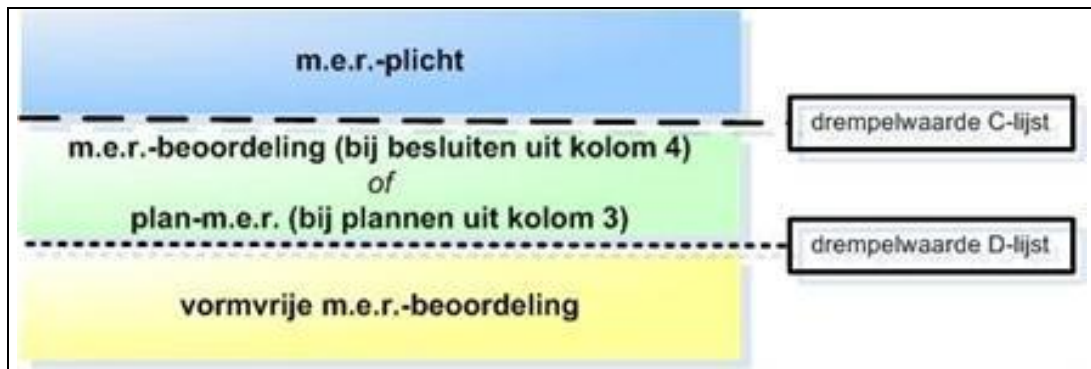 m.e.r.-plicht
drempelwaarde C-lijst
m.e.r.-beoordeling (bij besluiten uit kolom 4)
of
plan-m.e.r. (bij plannen uit kolom 3)
drempelwaarde D-lijst
vormvrije m.e.r.-beoordeling